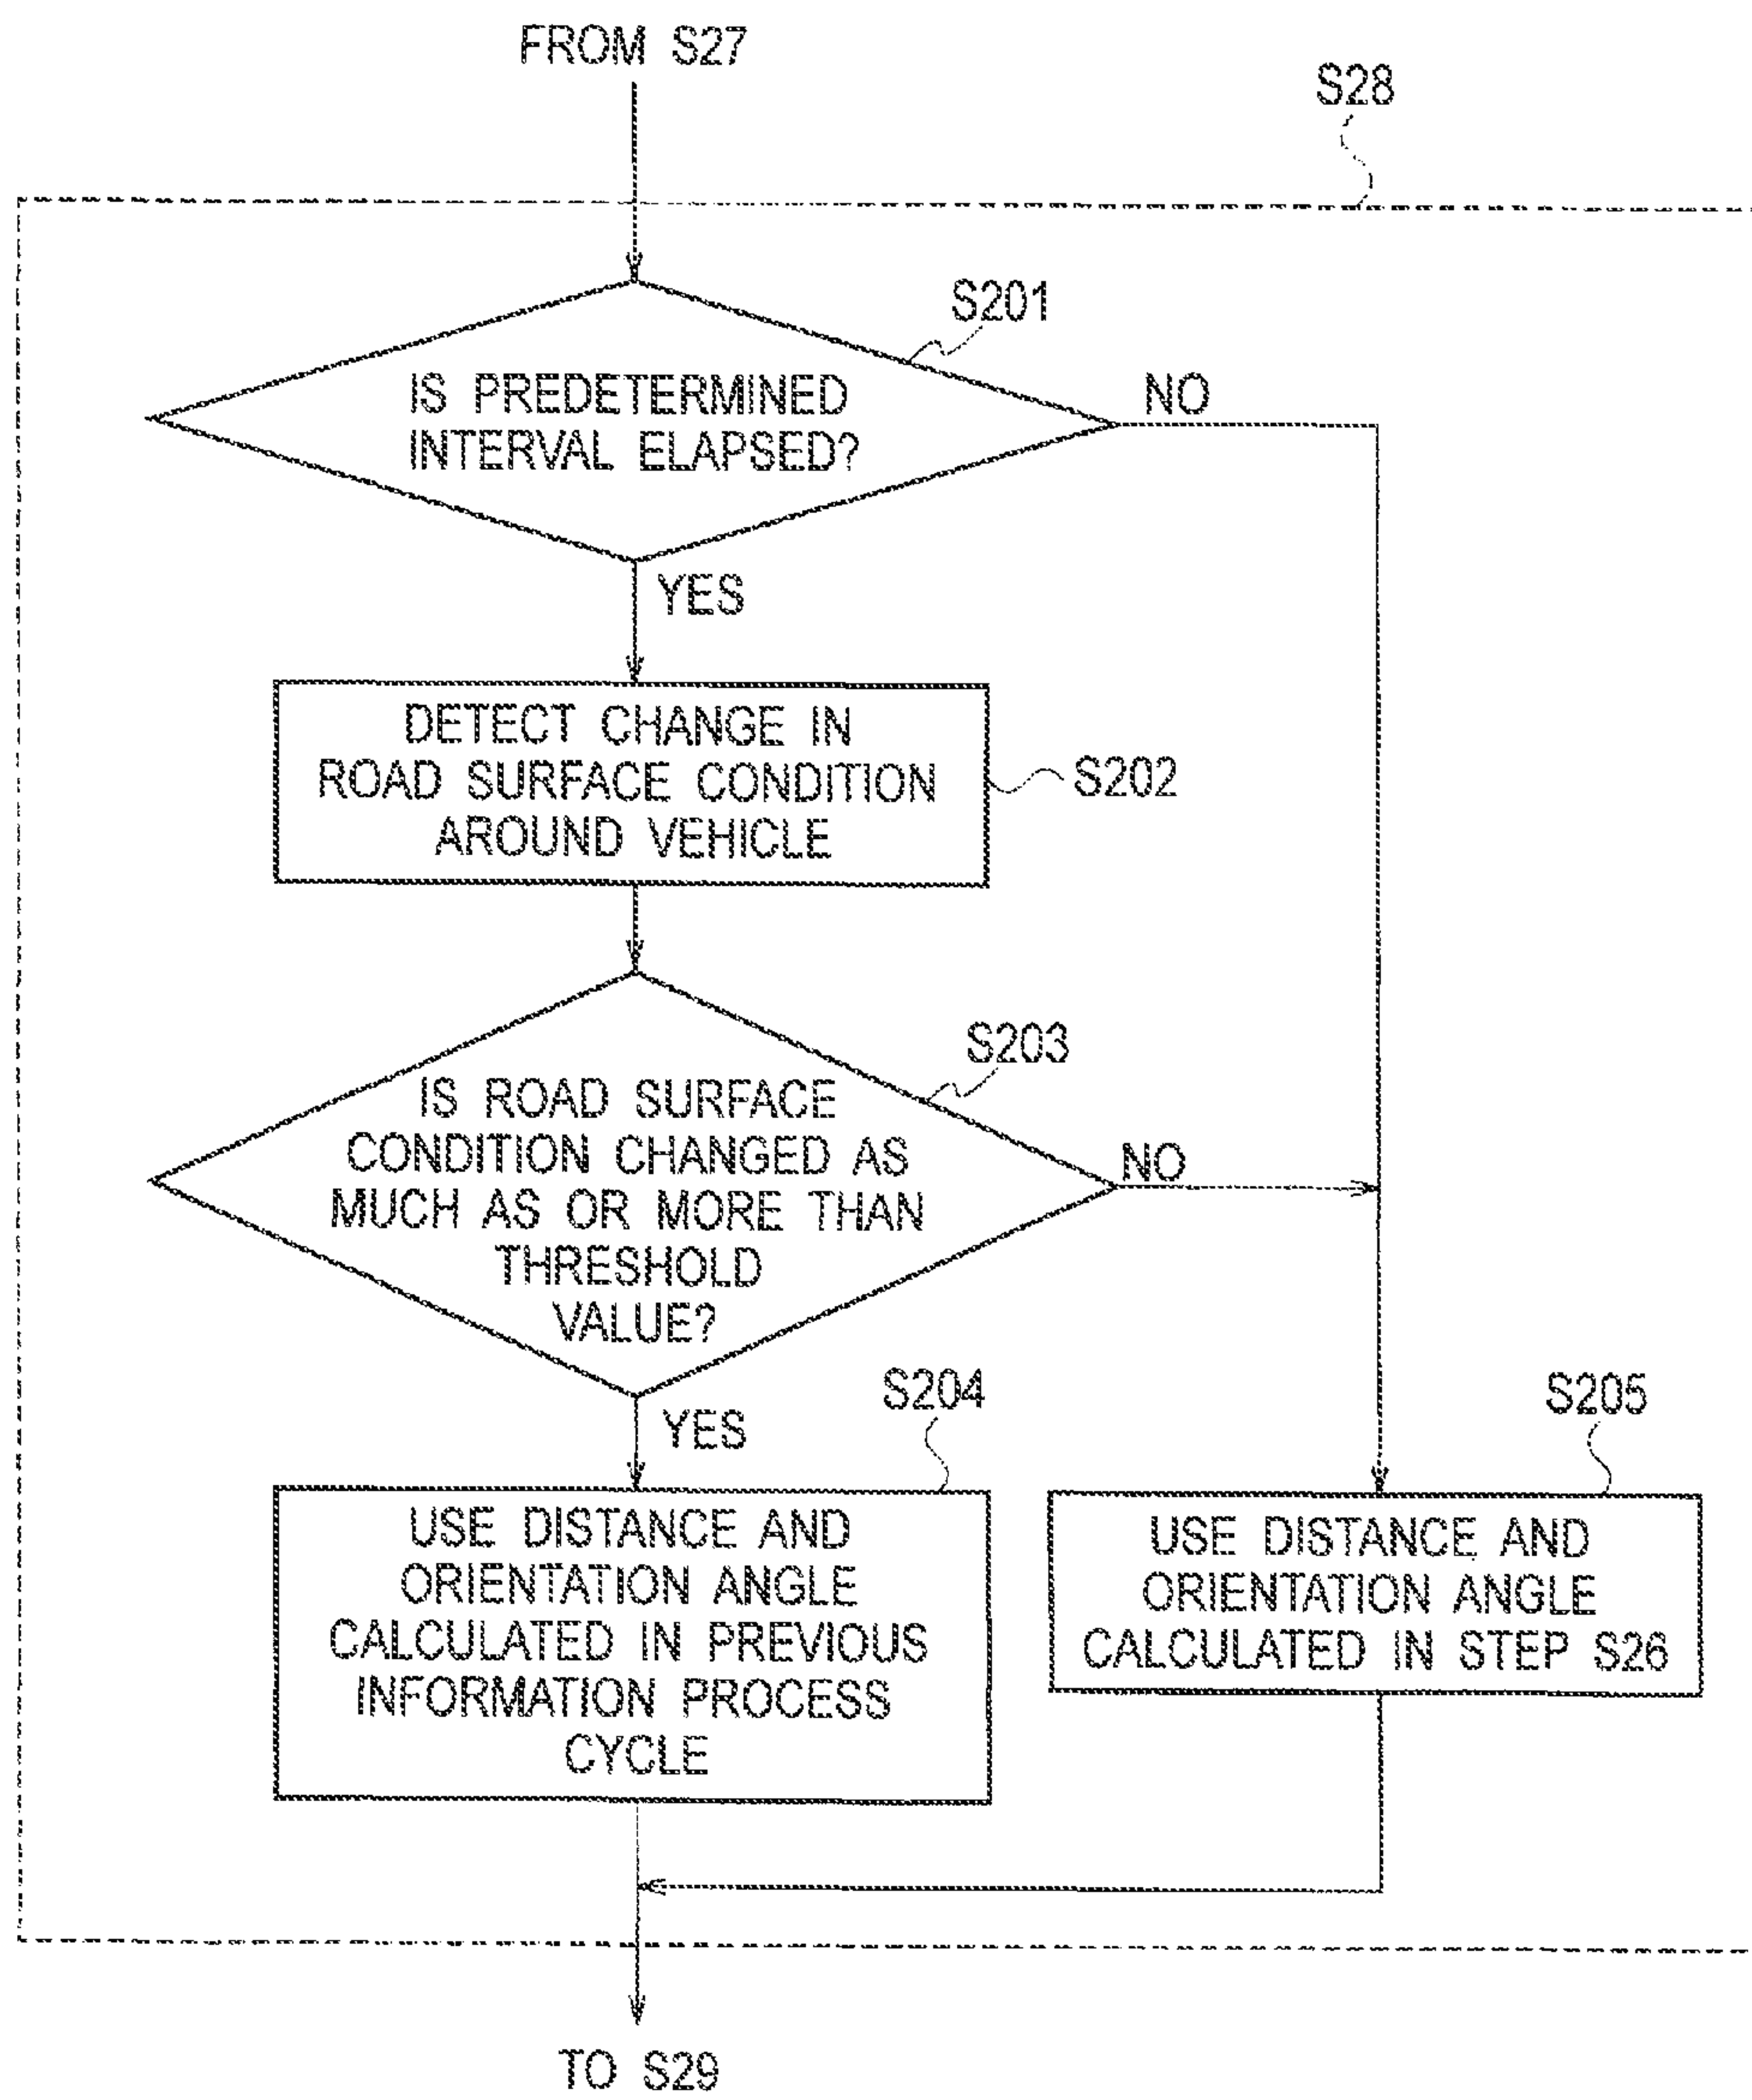 FROM S27
S28
S201
IS PREDETERMINED
INTERVAL ELAPSED?
NO
YES
DETECT CHANGE IN
ROAD SURFACE CONDITION
AROUND VEHICLE
S202
S203
IS ROAD SURFACE
CONDITION CHANGED AS
MUCH AS OR MORE THAN
THRESHOLD
VALUE?
NO
YES
S204
USE DISTANCE AND
ORIENTATION ANGLE
CALCULATED IN PREVIOUS
INFORMATION PROCESS
CYCLE
S205
USE DISTANCE AND
ORIENTATION ANGLE
CALCULATED IN STEP S26
TO S29